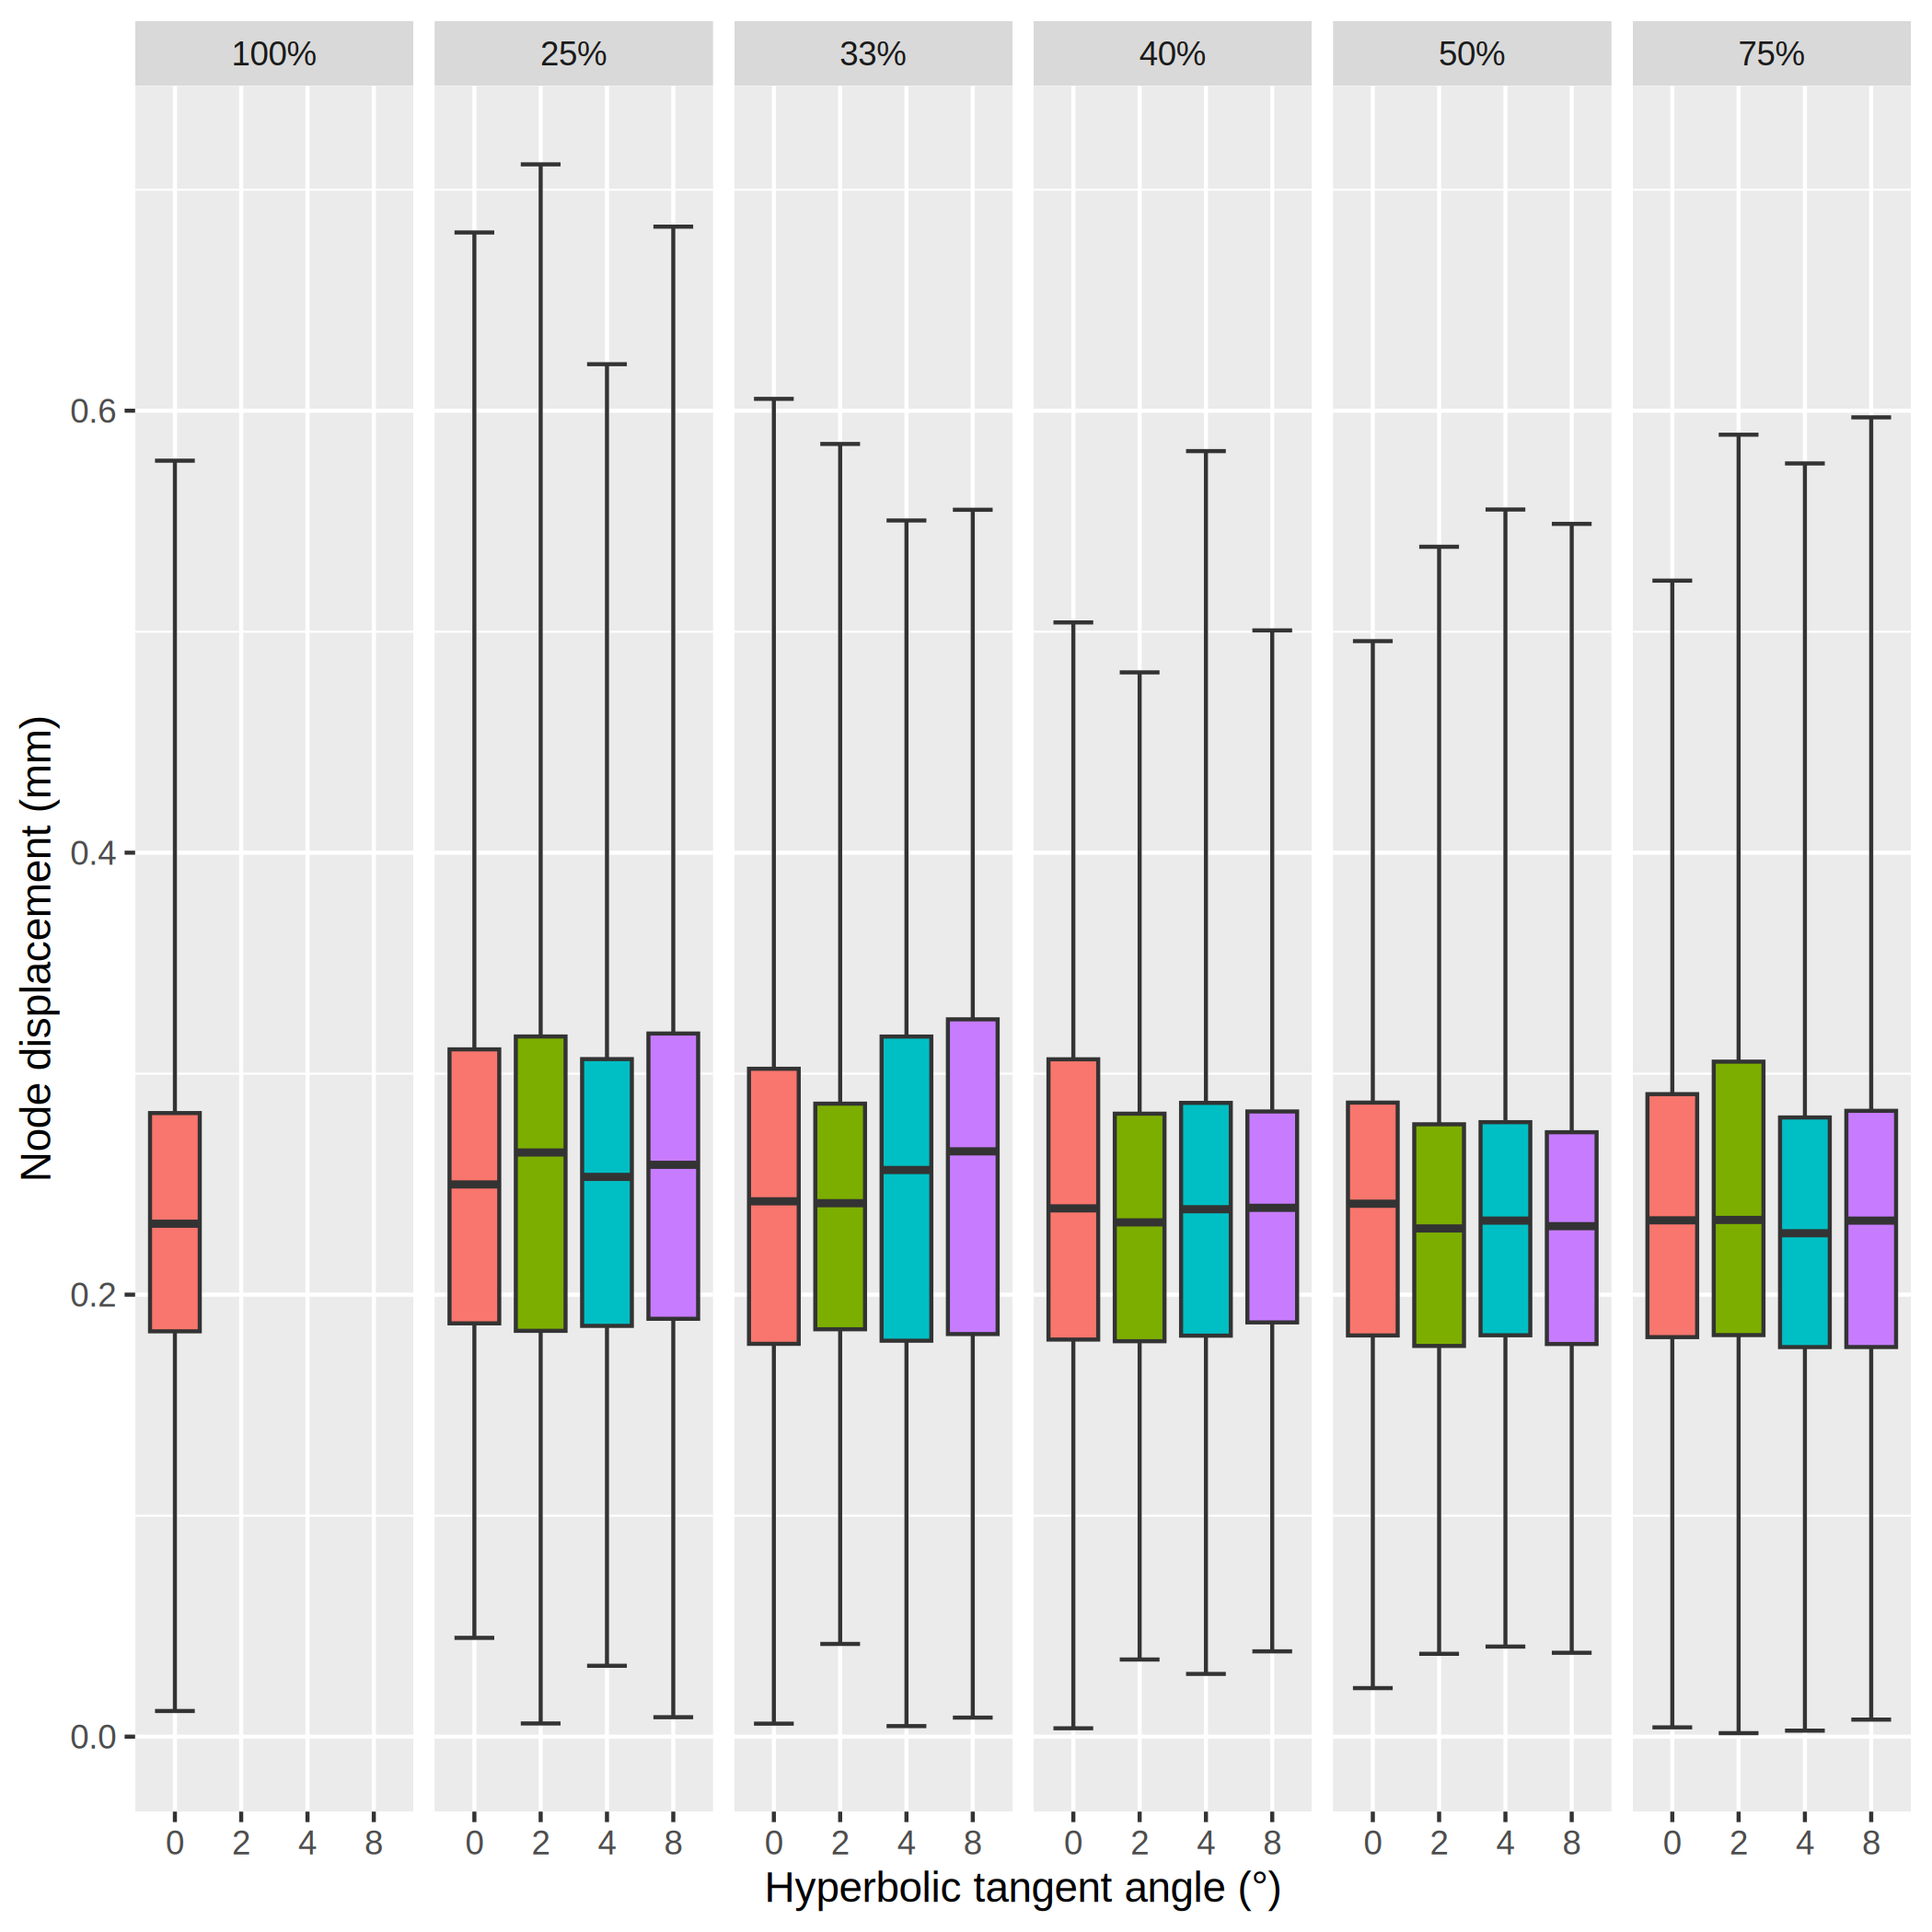 100% 25% 33% 40% 50% 75%
Node displacement (mm)
0.6
0.4
0.2
0.0
0 2 4 8 0 2 4 8 0 2 4 8 0 2 4 8 0 2 4 8 0 2 4 8
Hyperbolic tangent angle (°)